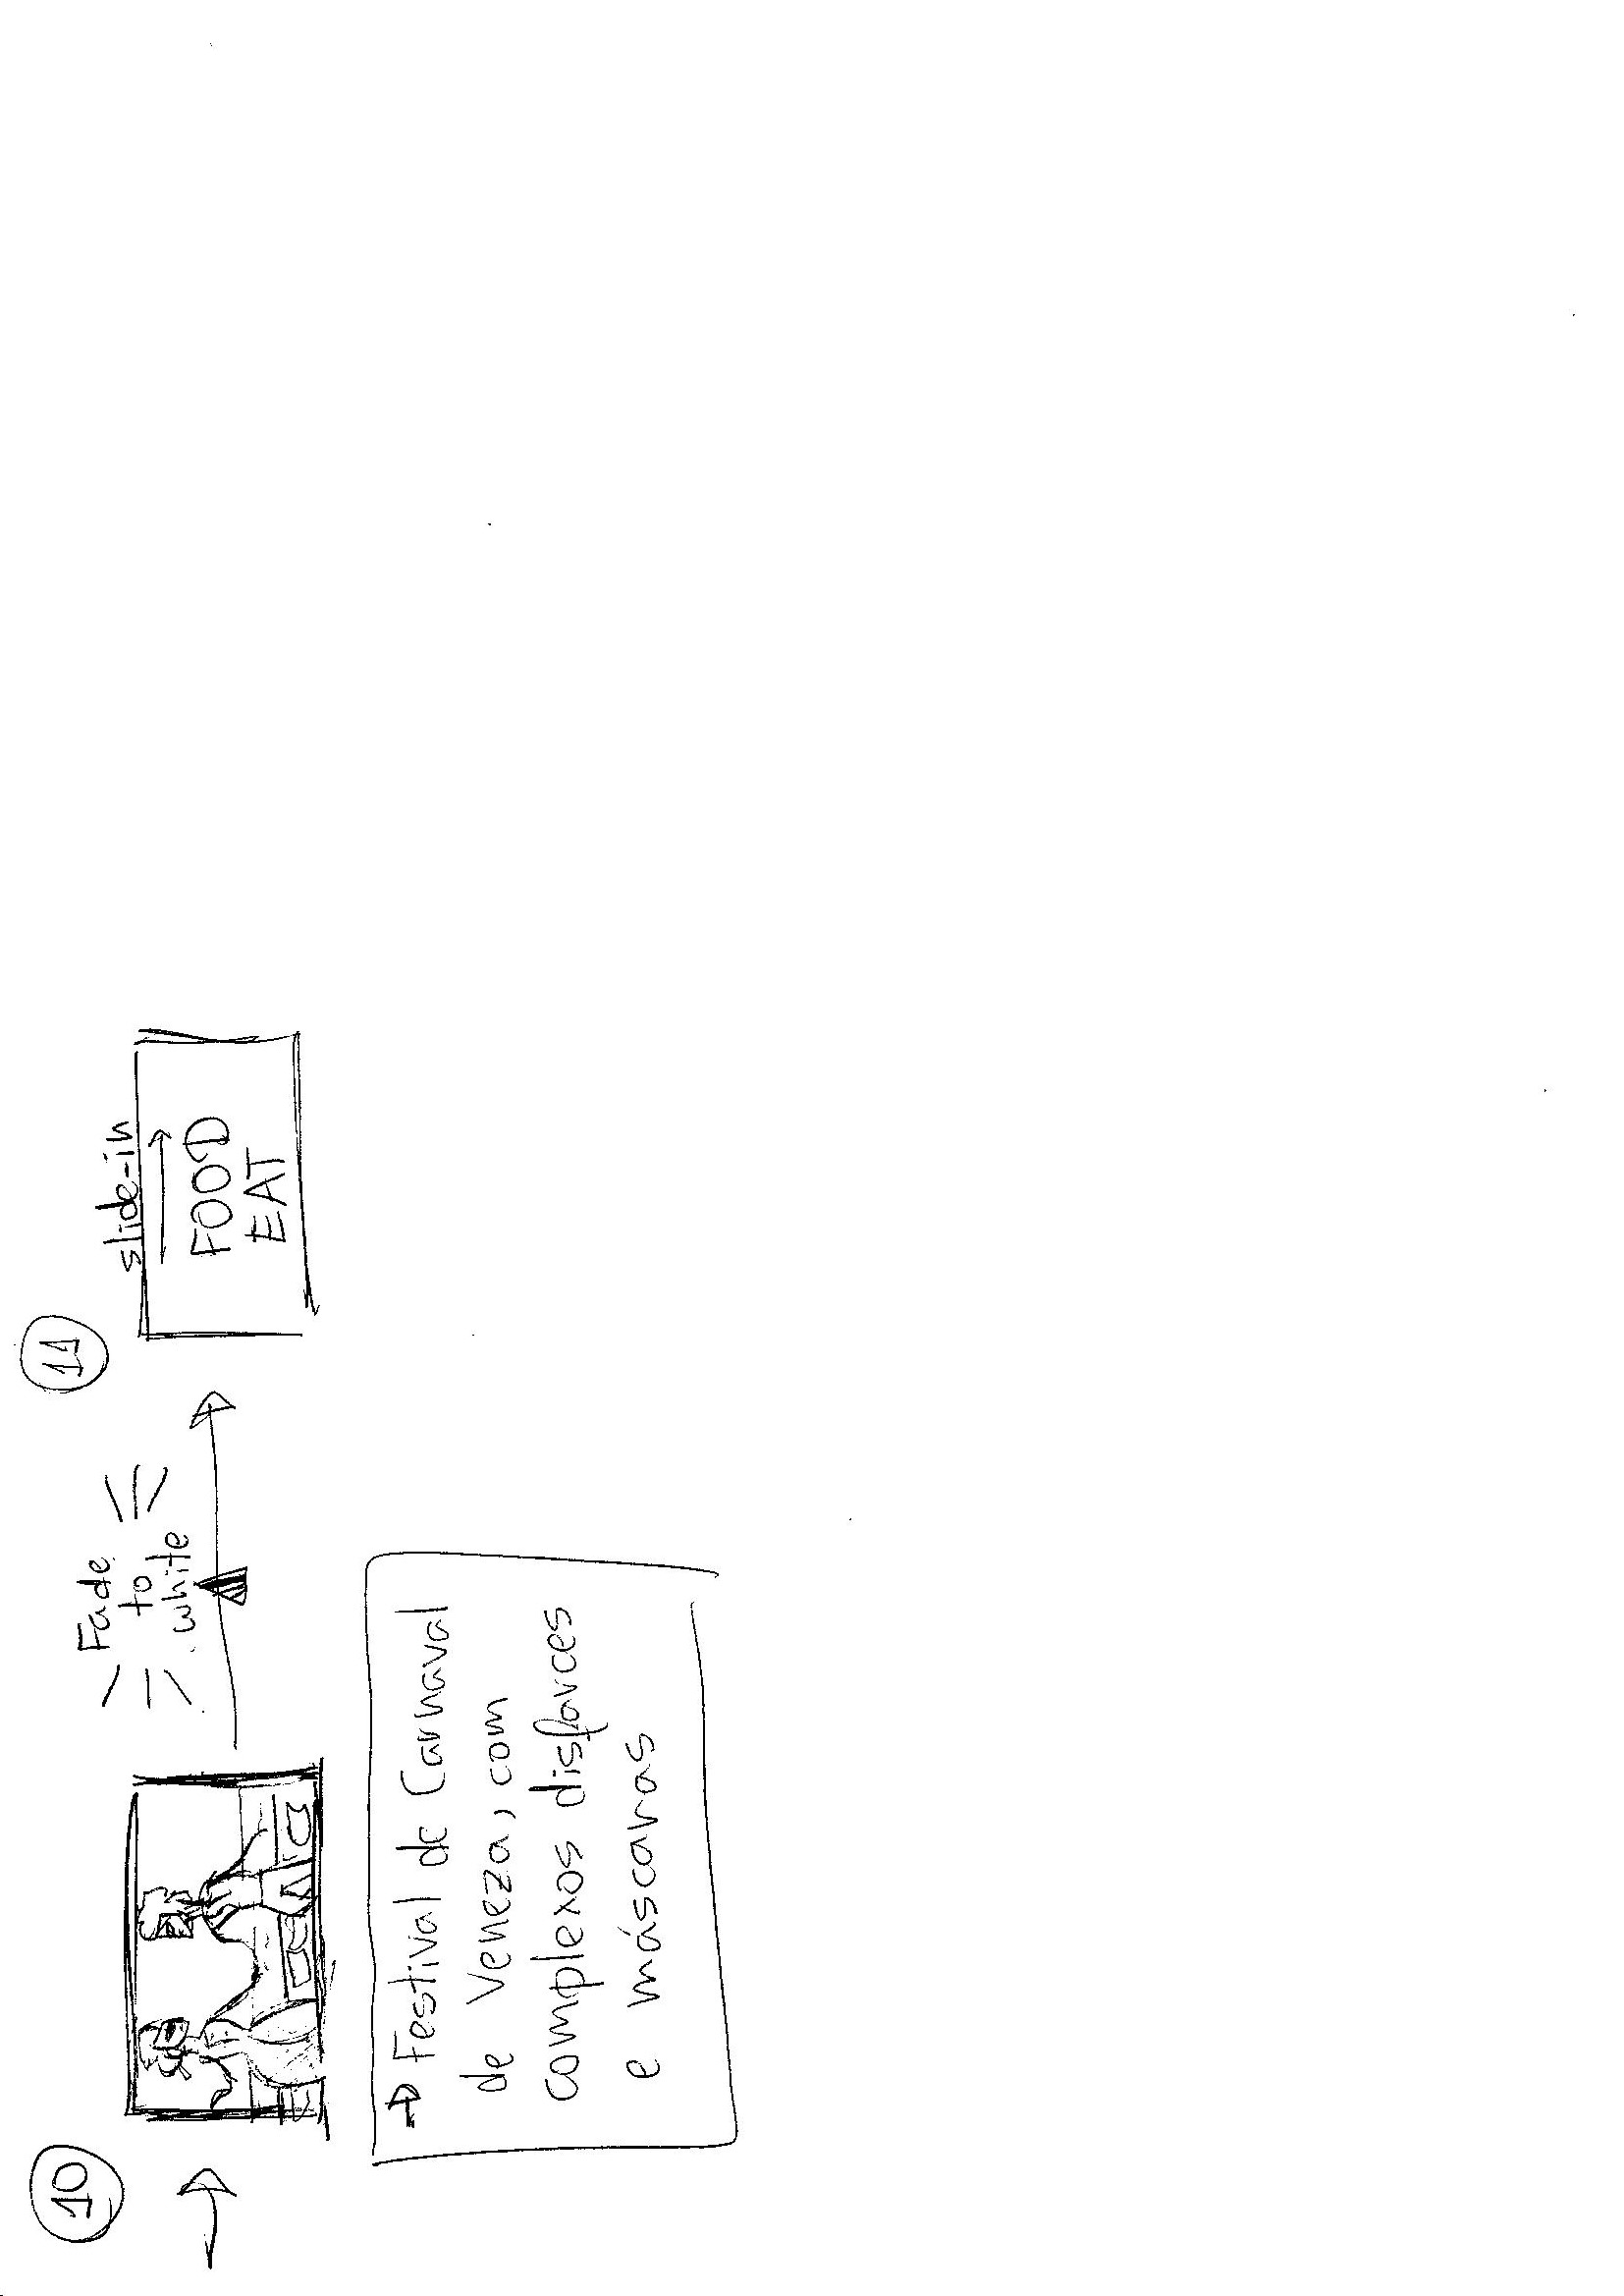 10
Fade
to
white
11
slide-in
FOOD
EAT
→ Festival de Carnaval
de Veneza, com
complexos disfarces
e máscaras